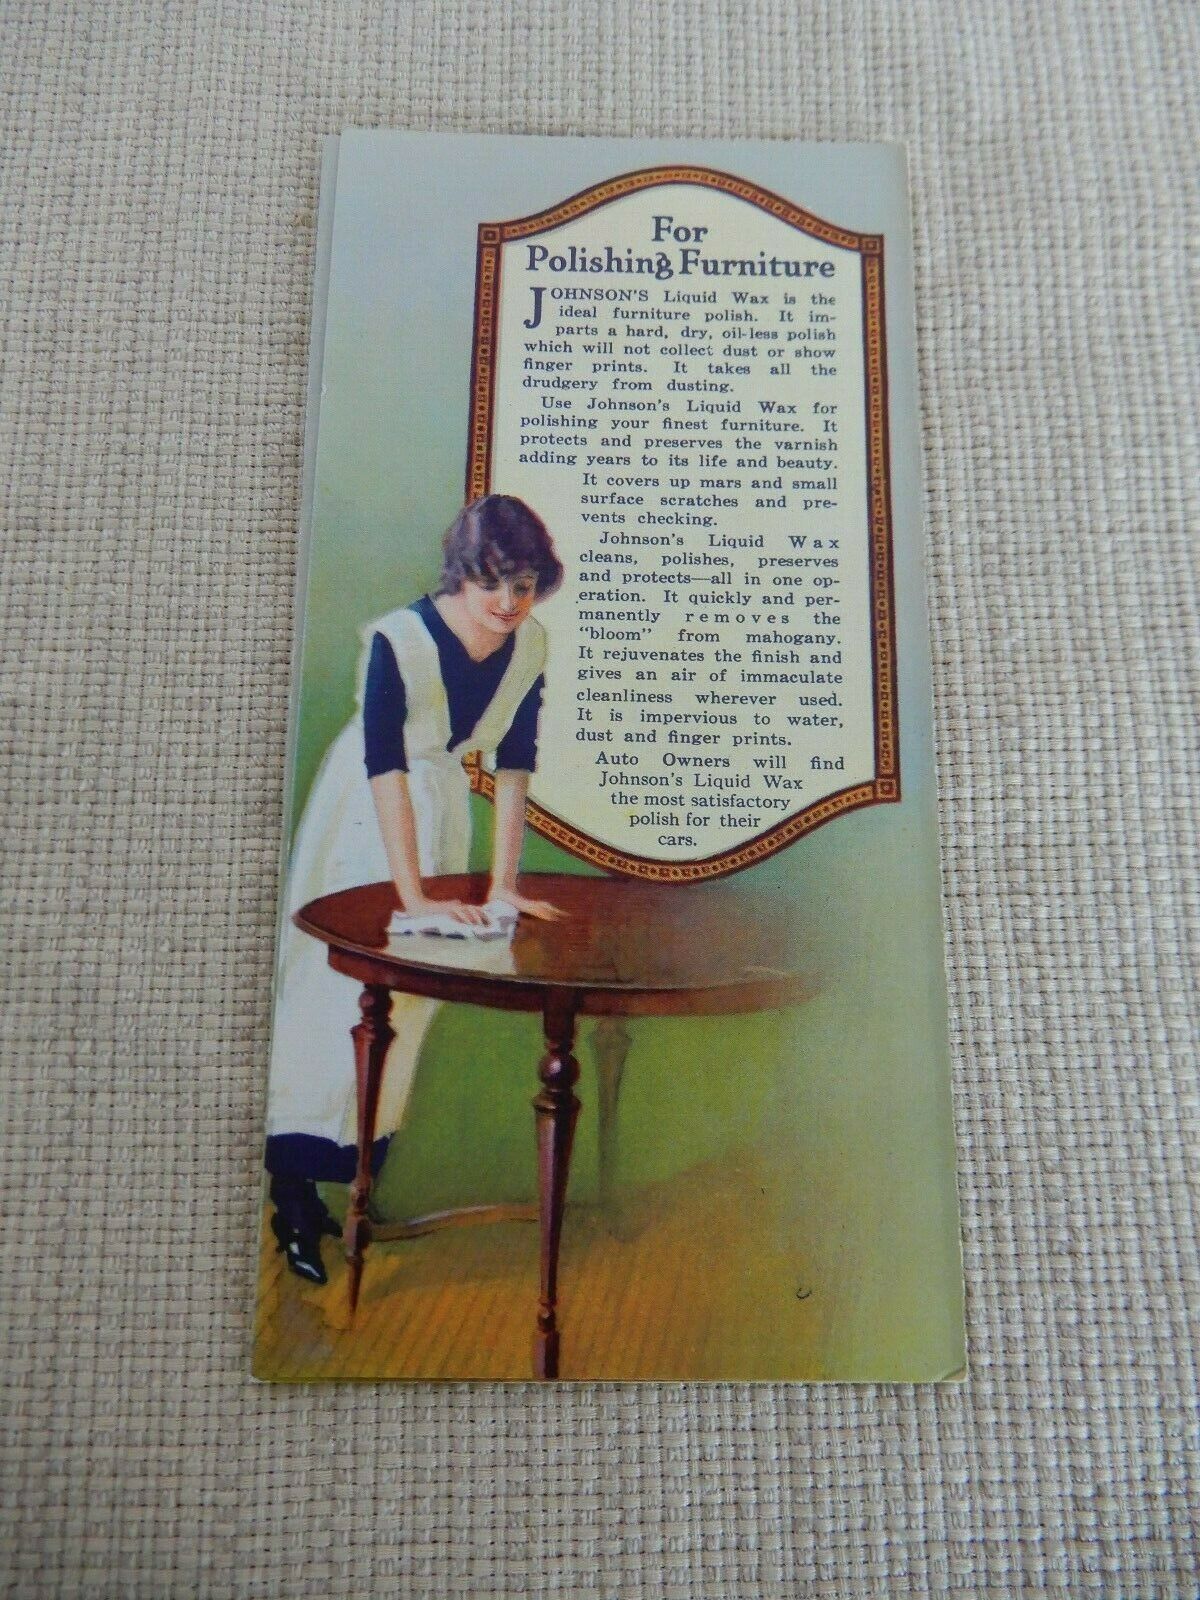 For
Polishing Furniture
JOHNSON'S Liquid Wax is the
ideal furniture polish. It im-
parts a hard, dry, oil-less polish
which will not collect dust or show
finger prints. It takes all the
drudgery from dusting.
Use Johnson's Liquid Wax for
polishing your finest furniture. It
protects and preserves the varnish
adding years to its life and beauty.
It covers up mars and small
surface scratches and pre-
vents checking.
Johnson's Liquid Wax
cleans, polishes, preserves
and protects—all in one op-
eration. It quickly and per-
manently removes the
"bloom" from mahogany.
It rejuvenates the finish and
gives an air of immaculate
cleanliness wherever used.
It is impervious to water,
dust and finger prints.
Auto Owners will find
Johnson's Liquid Wax
the most satisfactory
polish for their
cars.